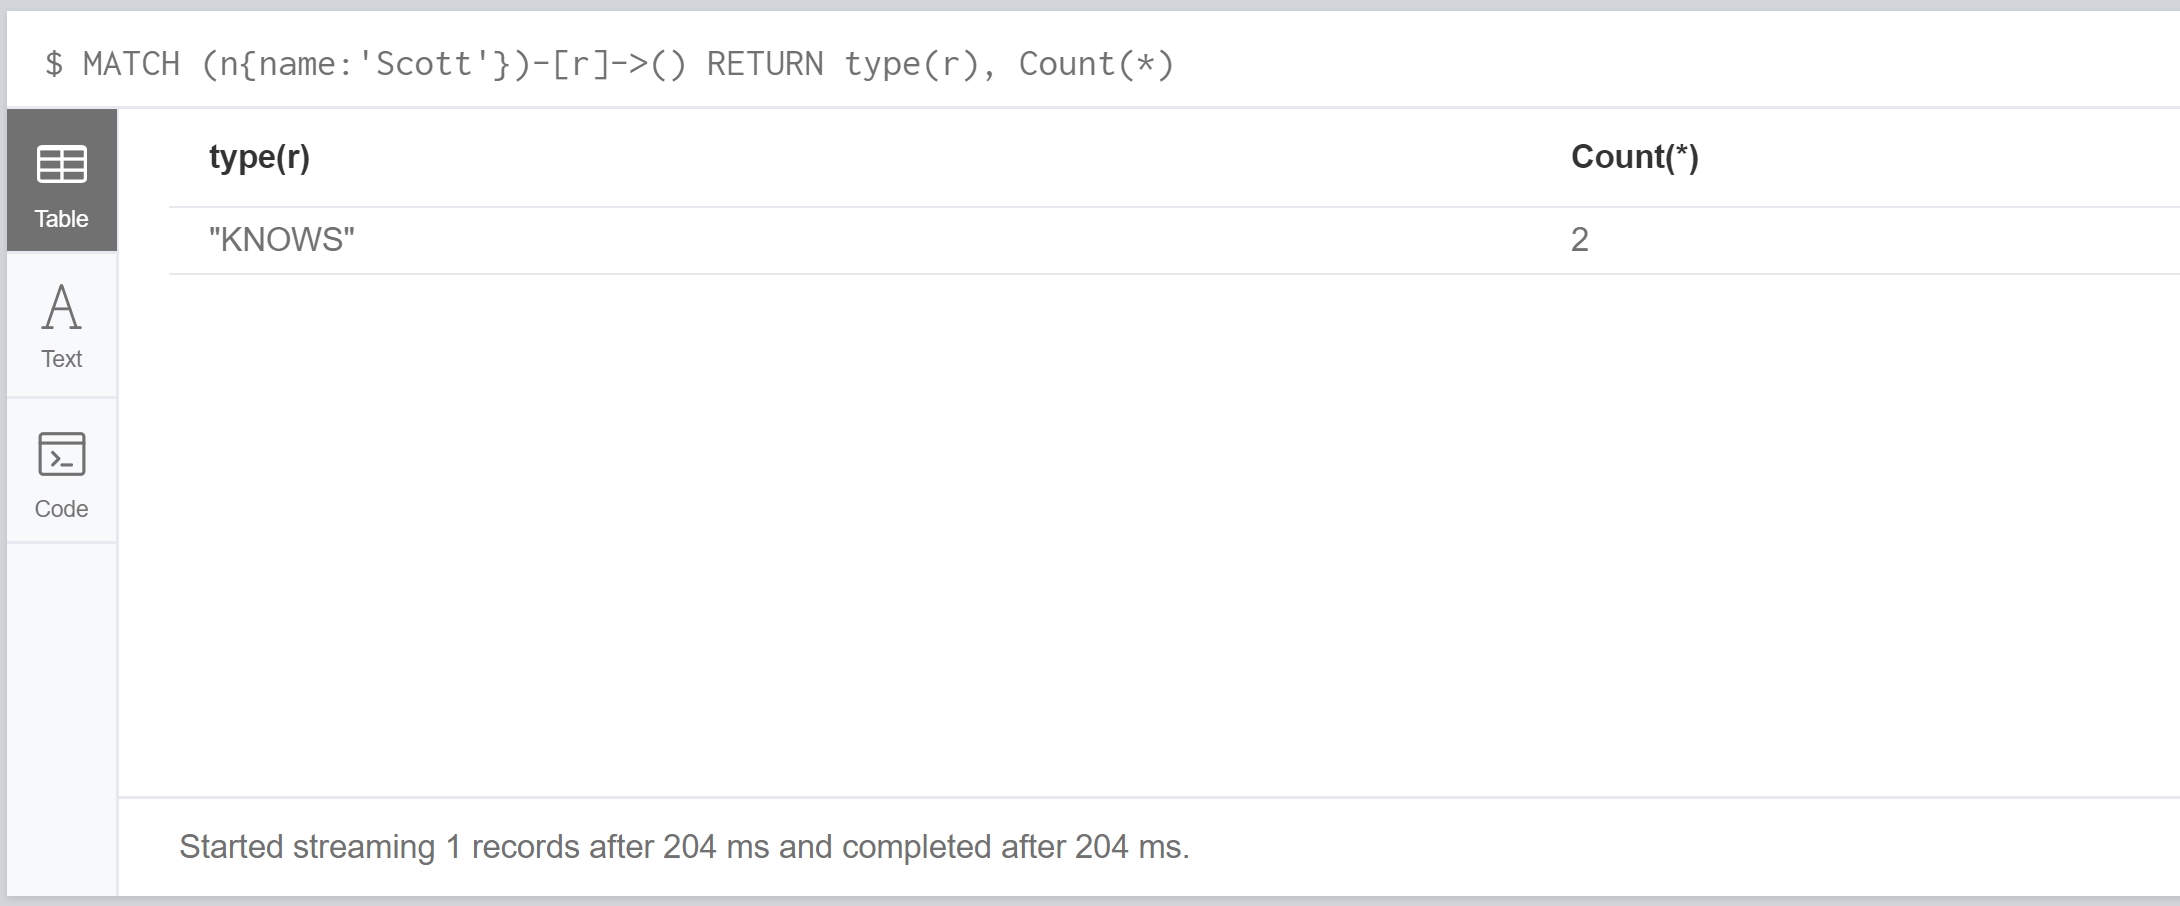 $ MATCH (n{name:'Scott'})-[r]->() RETURN type(r), Count(*)
type(r) Count(*)
"KNOWS" 2
Table
Text
Code
Started streaming 1 records after 204 ms and completed after 204 ms.